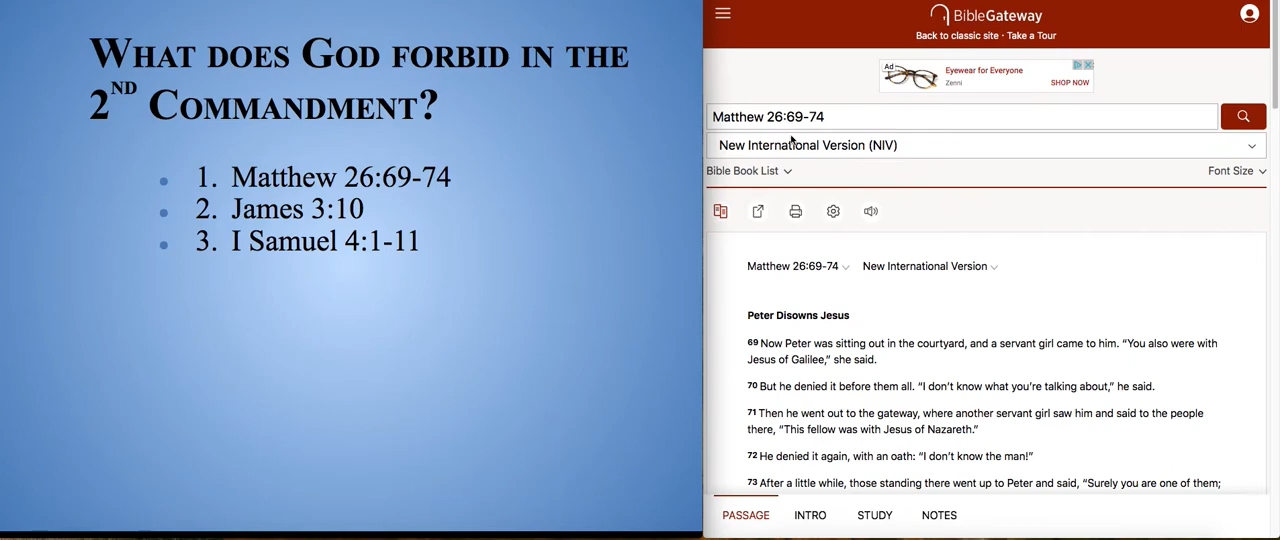 WHAT DOES GOD FORBID IN THE
2ND COMMANDMENT?
1. Matthew 26:69-74
2. James 3:10
3. I Samuel 4:1-11
BibleGateway
Back to classic site · Take a Tour
Ad
Eyewear for Everyone
Zenni
SHOP NOW
Matthew 26:69-74
New International Version (NIV)
Bible Book List
Font Size
Matthew 26:69-74 New International Version
Peter Disowns Jesus
69 Now Peter was sitting out in the courtyard, and a servant girl came to him. “You also were with
Jesus of Galilee,” she said.
70 But he denied it before them all. “I don’t know what you’re talking about,” he said.
71 Then he went out to the gateway, where another servant girl saw him and said to the people
there, “This fellow was with Jesus of Nazareth.”
72 He denied it again, with an oath: “I don’t know the man!”
73 After a little while, those standing there went up to Peter and said, “Surely you are one of them;
PASSAGE INTRO STUDY NOTES